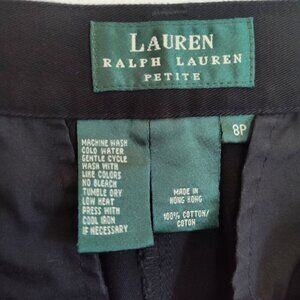 LAUREN
RALPH LAUREN
PETITE
8P
MACHINE WASH
COLD WATER
GENTLE CYCLE
WASH WITH
LIKE COLORS
NO BLEACH
TUMBLE DRY
LOW HEAT
PRESS WITH
COOL IRON
IF NECESSARY
MADE IN
HONG KONG
100% COTTON/
COTON